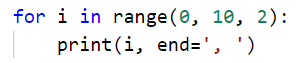 for i in range(0, 10, 2):
    print(i, end=', ')